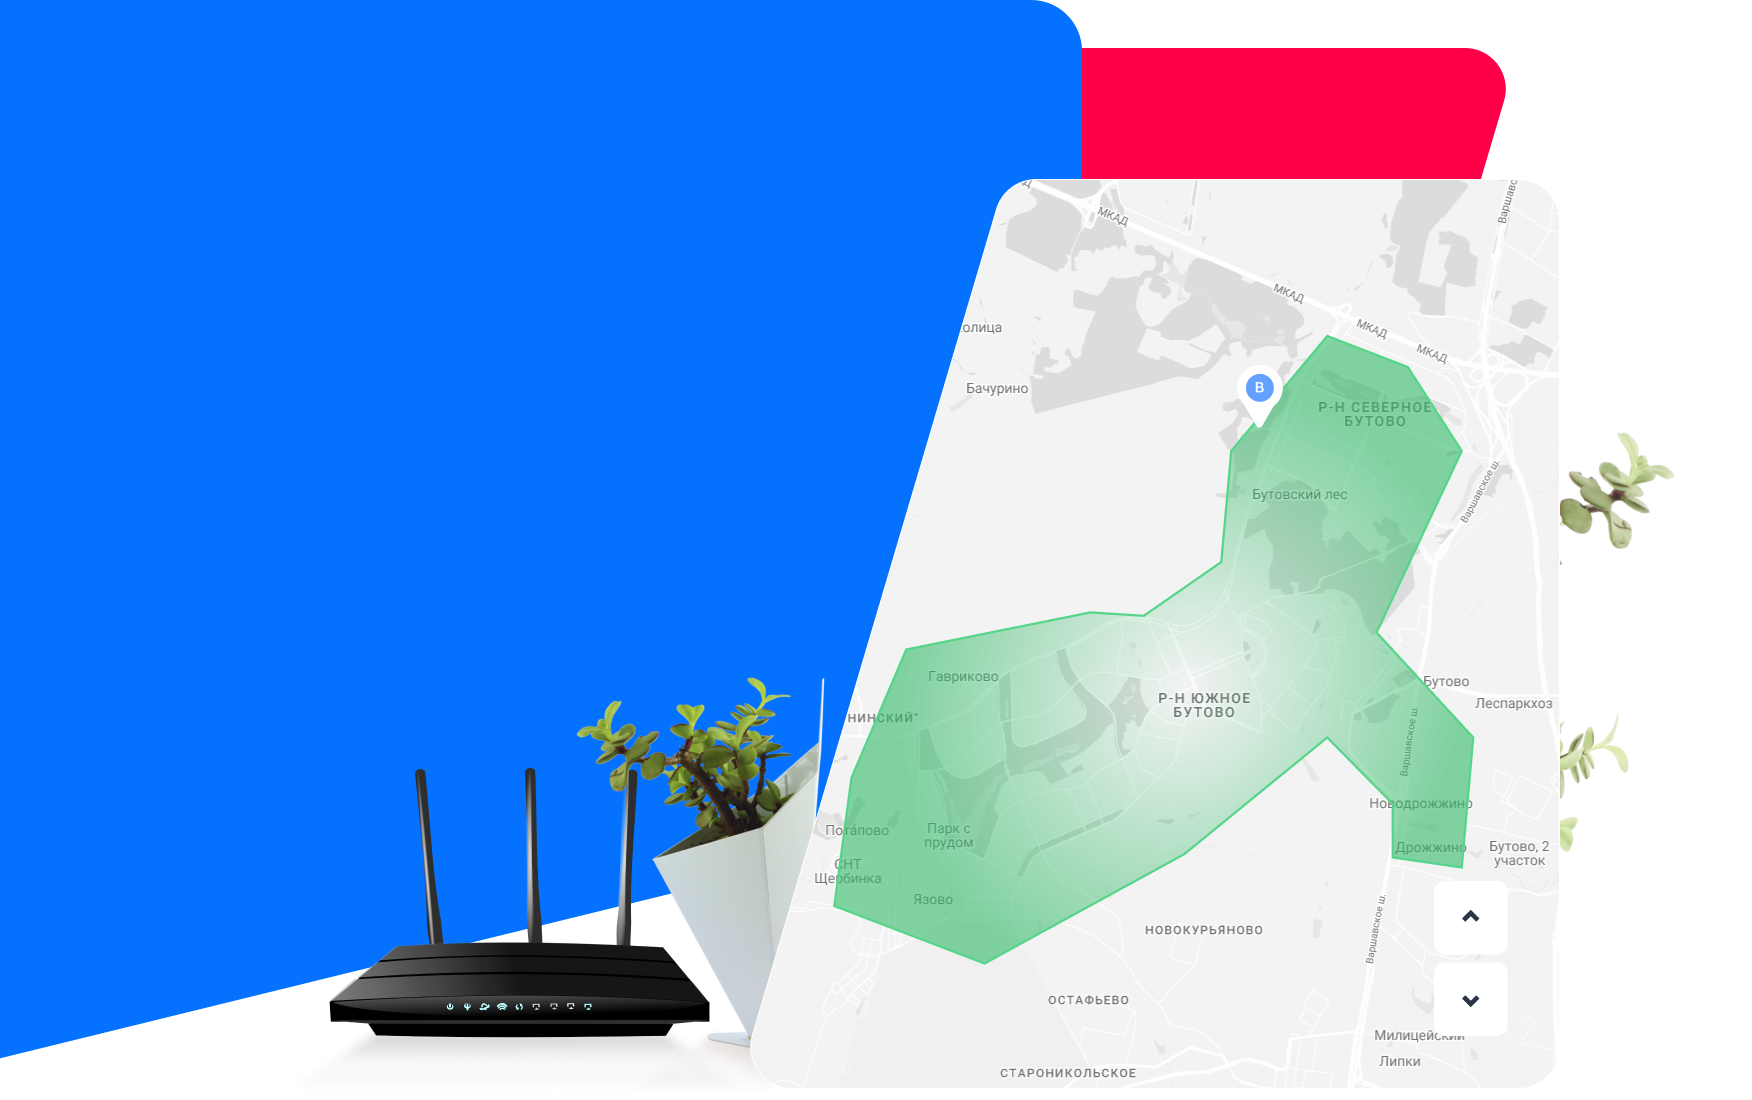 МКАД
Варшавс
МКАД
МКАД
МКАД
олица
Бачурино
В
Р-Н СЕВЕРНОЕ
БУТОВО
Варшавское ш.
Бутовский лес
Гавриково
Бутово
Р-Н ЮЖНОЕ
БУТОВО
Леспаркхоз
НИНСКИЙ"
Варшавское ш.
Новодрожжино
Потапово
Парк с
прудом
Дрожжино
Бутово, 2
участок
СНТ
Щербинка
Язово
Варшавское ш.
НОВОКУРЬЯНОВО
ОСТАФЬЕВО
Милицейский
Липки
СТАРОНИКОЛЬСКОЕ